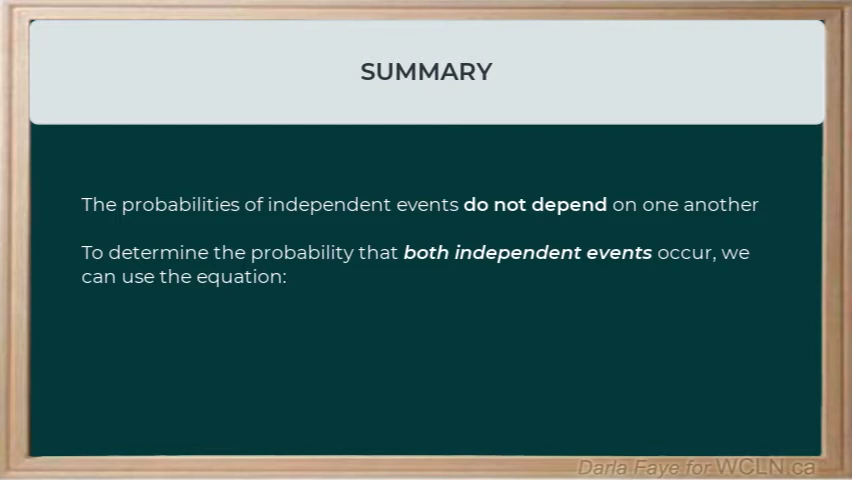 SUMMARY
The probabilities of independent events do not depend on one another
To determine the probability that both independent events occur, we
can use the equation:
Darla Faye for WCLN.ca